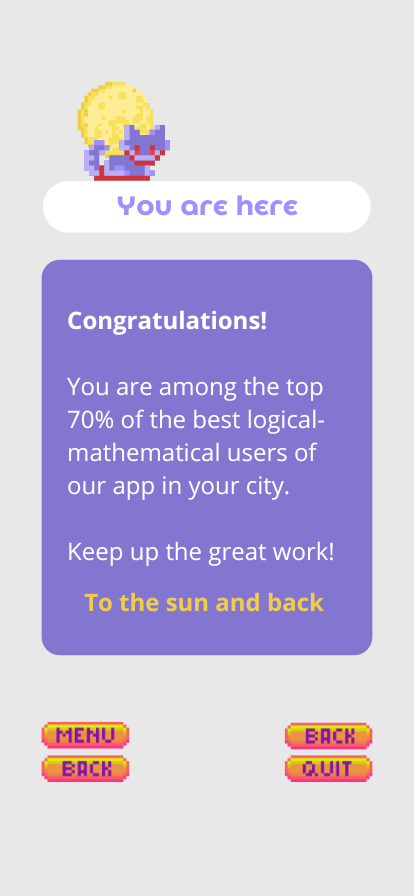 You are here
Congratulations!
You are among the top
70% of the best logical-
mathematical users of
our app in your city.
Keep up the great work!
To the sun and back
MENU
BACK
BACK
QUIT